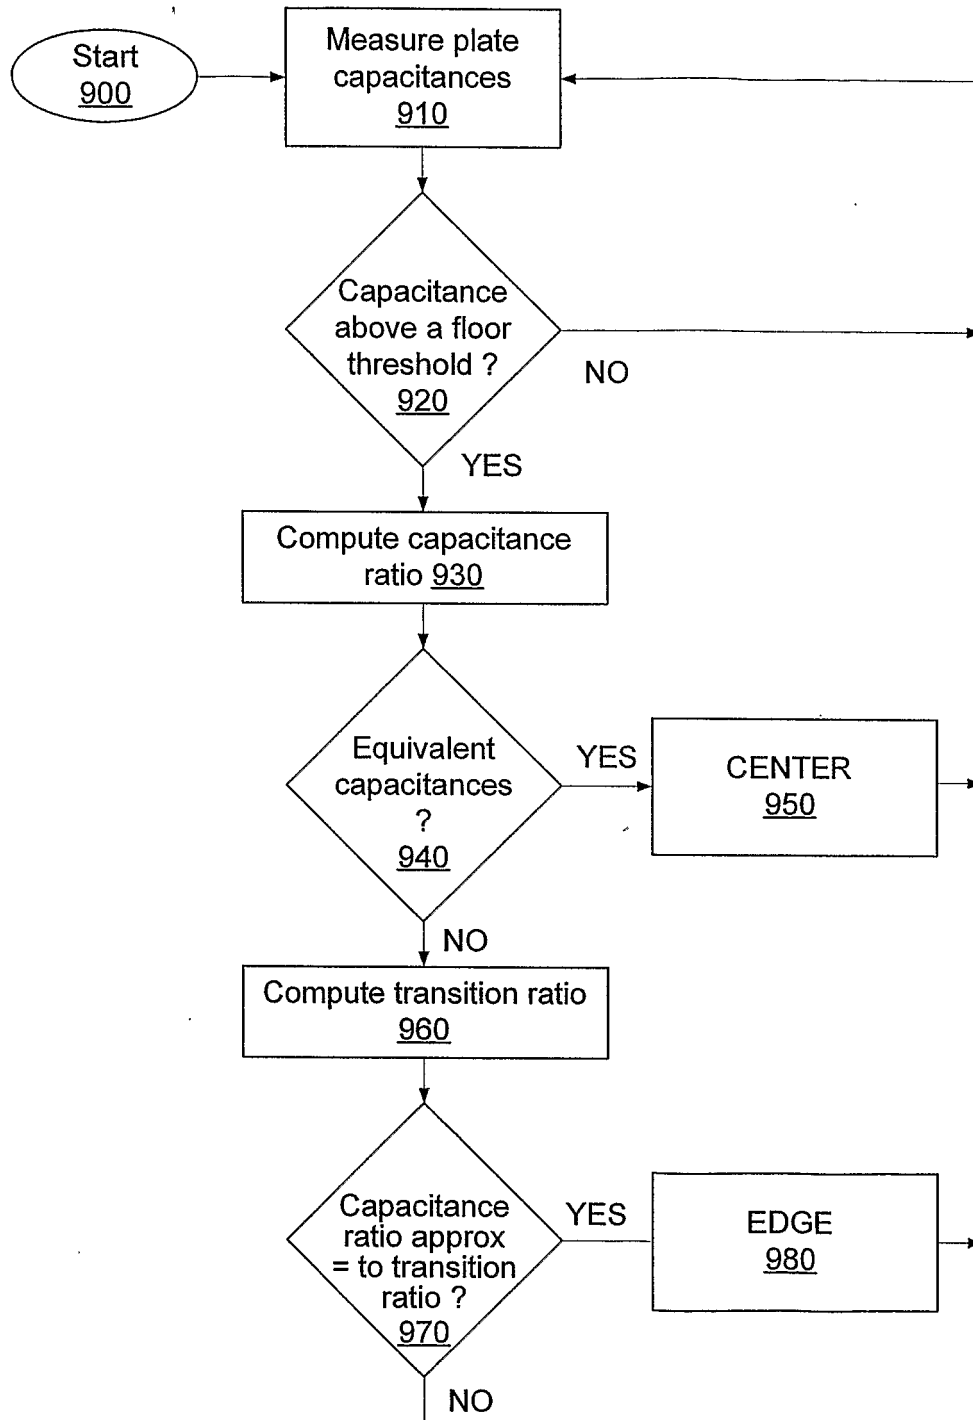 Start
900
Measure plate
capacitances
910
Capacitance
above a floor
threshold ?
920
NO
YES
Compute capacitance
ratio 930
Equivalent
capacitances
?
940
YES
CENTER
950
NO
Compute transition ratio
960
Capacitance
ratio approx
= to transition
ratio ?
970
YES
EDGE
980
NO